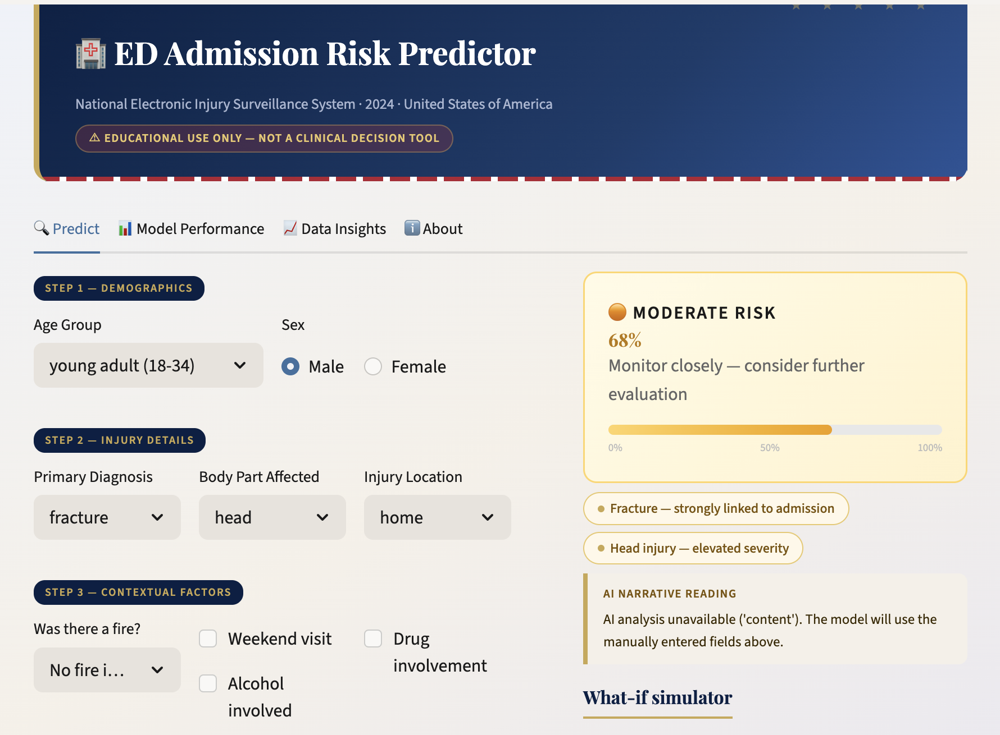 ED Admission Risk Predictor
National Electronic Injury Surveillance System · 2024 · United States of America
⚠ EDUCATIONAL USE ONLY — NOT A CLINICAL DECISION TOOL
Predict
Model Performance
Data Insights
About
STEP 1 — DEMOGRAPHICS
Age Group
Sex
young adult (18-34)
Male
Female
STEP 2 — INJURY DETAILS
Primary Diagnosis
Body Part Affected
Injury Location
fracture
head
home
STEP 3 — CONTEXTUAL FACTORS
Was there a fire?
No fire i...
Weekend visit
Alcohol
involved
Drug
involvement
MODERATE RISK
68%
Monitor closely — consider further
evaluation
0%
50%
100%
Fracture — strongly linked to admission
Head injury — elevated severity
AI NARRATIVE READING
AI analysis unavailable ('content'). The model will use the
manually entered fields above.
What-if simulator